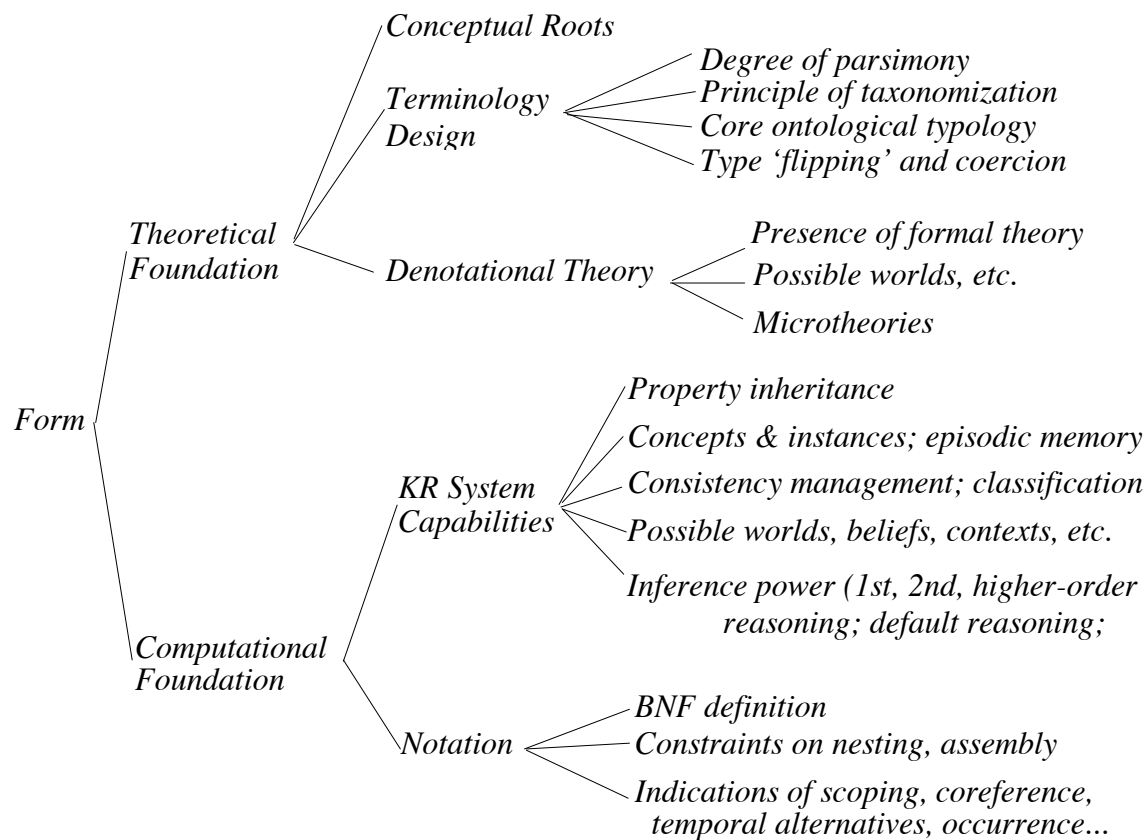 Conceptual Roots
Degree of parsimony
Terminology
Design
Principle of taxonomization
Core ontological typology
Type ‘flipping’ and coercion
Theoretical
Foundation
Presence of formal theory
Denotational Theory
Possible worlds, etc.
Microtheories
Form
Property inheritance
Concepts & instances; episodic memory
KR System
Capabilities
Consistency management; classification
Possible worlds, beliefs, contexts, etc.
Inference power (1st, 2nd, higher-order
reasoning; default reasoning;
Computational
Foundation
BNF definition
Notation
Constraints on nesting, assembly
Indications of scoping, coreference,
temporal alternatives, occurrence...